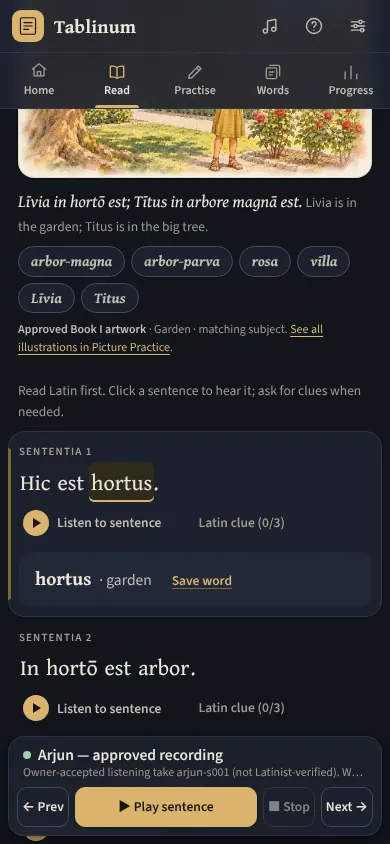 Tablinum
Home Read Practise Words Progress
Līvia in hortō est; Titus in arbore magnā est. Livia is in
the garden; Titus is in the big tree.
arbor-magna arbor-parva rosa vīlla
Līvia Titus
Approved Book I artwork · Garden · matching subject. See all
illustrations in Picture Practice.
Read Latin first. Click a sentence to hear it; ask for clues when
needed.
SENTENTIA 1
Hic est hortus.
Listen to sentence Latin clue (0/3)
hortus · garden Save word
SENTENTIA 2
In hortō est arbor.
Listen to sentence Latin clue (0/3)
Arjun — approved recording
Owner-accepted listening take arjun-s001 (not Latinist-verified). W…
← Prev ▶ Play sentence ■ Stop Next →